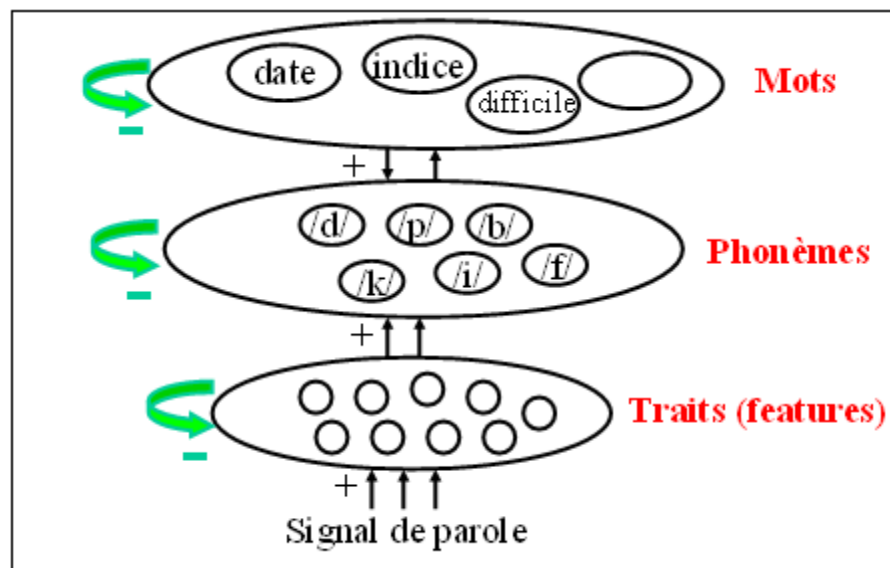 date
indice
difficile
Mots
-
+
/d/ /p/ /b/
/k/ /i/ /f/
Phonèmes
-
+
Traits (features)
-
+
Signal de parole